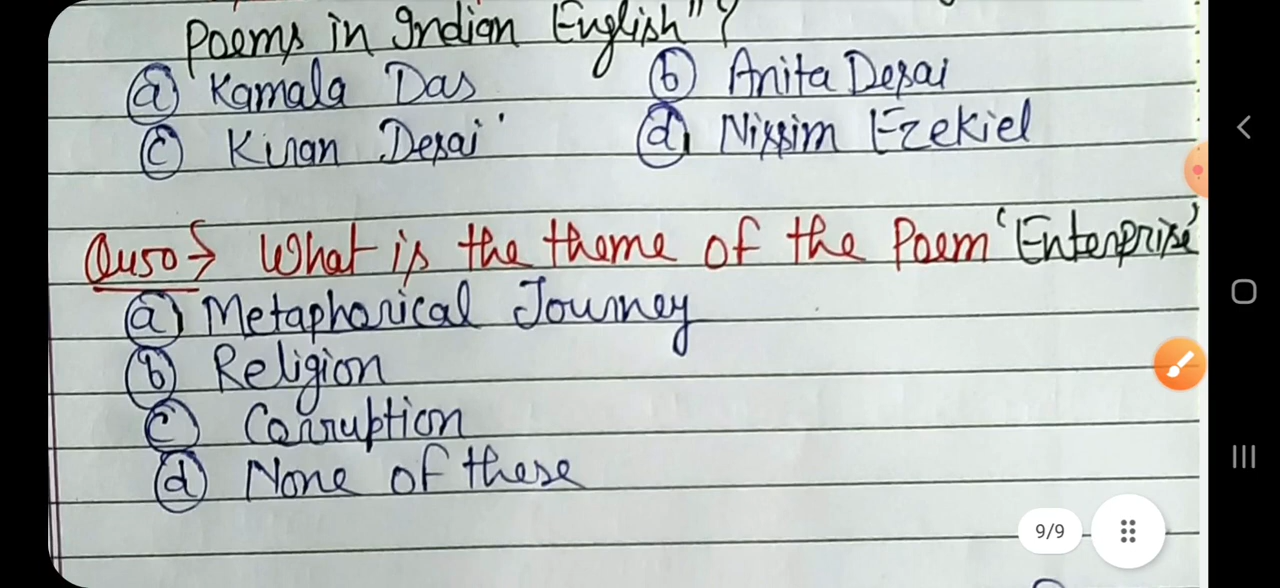 Poems in Indian English"?
(a) Kamala Das (b) Anita Desai
(c) Kiran Desai (d) Nissim Ezekiel
Qus50→ What is the theme of the Poem 'Enterprise'
(a) Metaphorical Journey
(b) Religion
(c) Corruption
(d) None of these
9/9